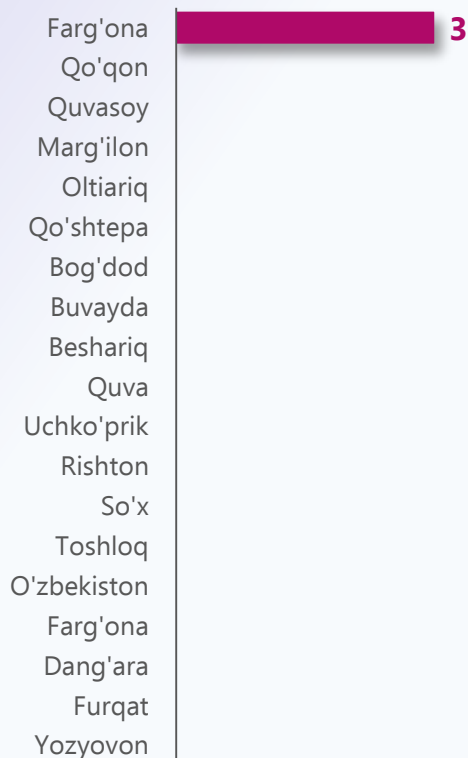 Farg'ona 3
Qo'qon
Quvasoy
Marg'ilon
Oltiariq
Qo'shtepa
Bog'dod
Buvayda
Beshariq
Quva
Uchko'prik
Rishton
So'x
Toshloq
O'zbekiston
Farg'ona
Dang'ara
Furqat
Yozyovon